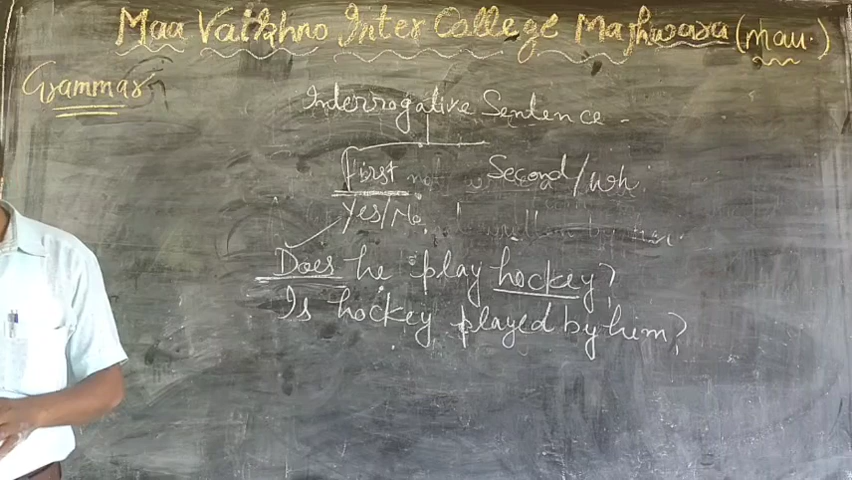 Maa Vaishno Inter College Majhwara (Mau.)
Grammar
Interrogative Sentence -
First Second/Wh.
Yes/No
Does he play hockey?
Is hockey played by him?